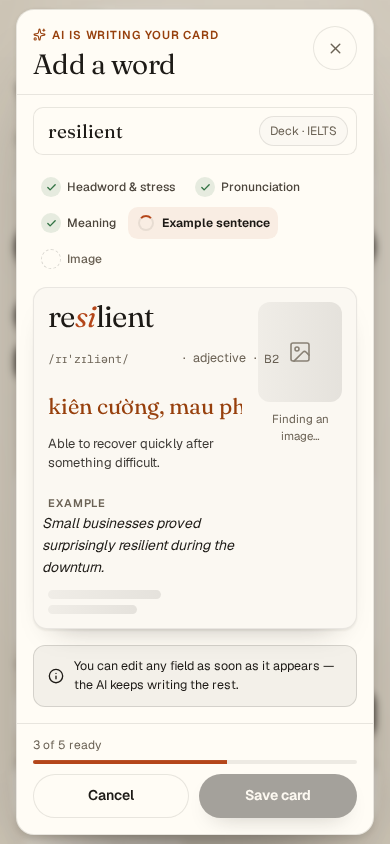 AI IS WRITING YOUR CARD
Add a word
resilient
Deck · IELTS
Headword & stress
Pronunciation
Meaning
Example sentence
Image
resilient
/rɪˈzɪliənt/ · adjective · B2
kiên cường, mau
Finding an
image…
Able to recover quickly after
something difficult.
EXAMPLE
Small businesses proved
surprisingly resilient during the
downturn.
You can edit any field as soon as it appears —
the AI keeps writing the rest.
3 of 5 ready
Cancel
Save card